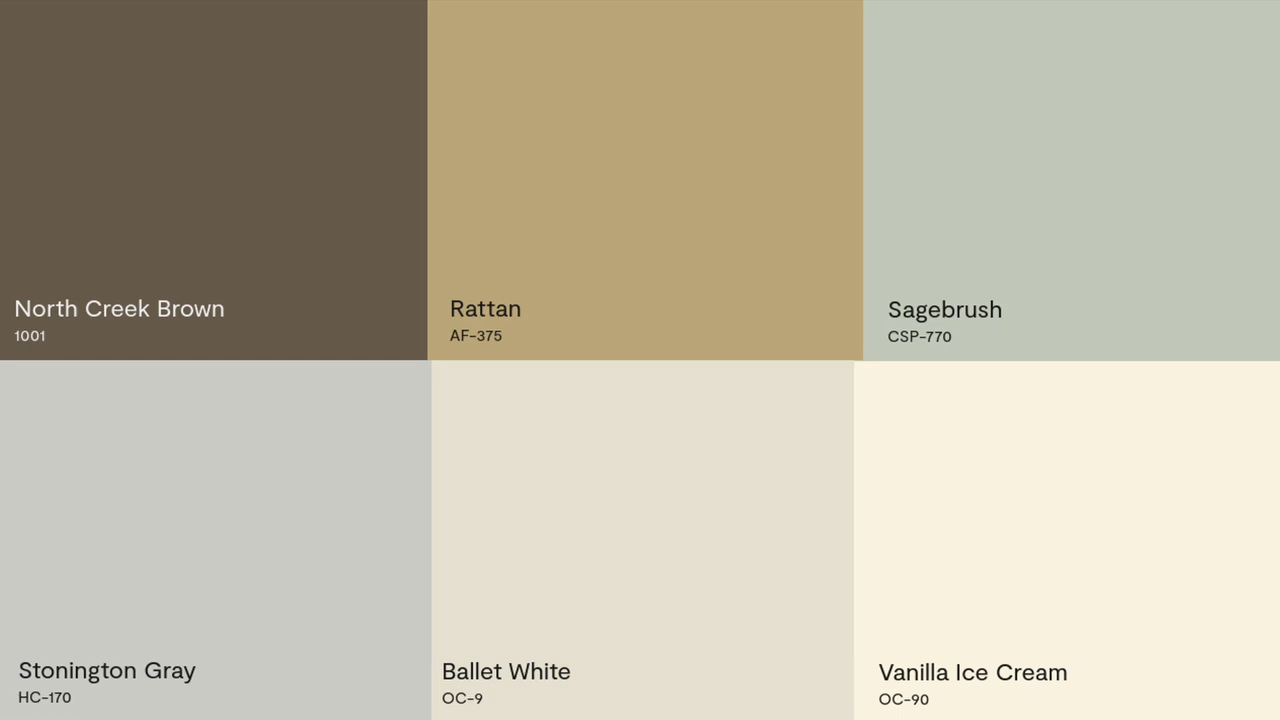 North Creek Brown
1001
Rattan
AF-375
Sagebrush
CSP-770
Stonington Gray
HC-170
Ballet White
OC-9
Vanilla Ice Cream
OC-90